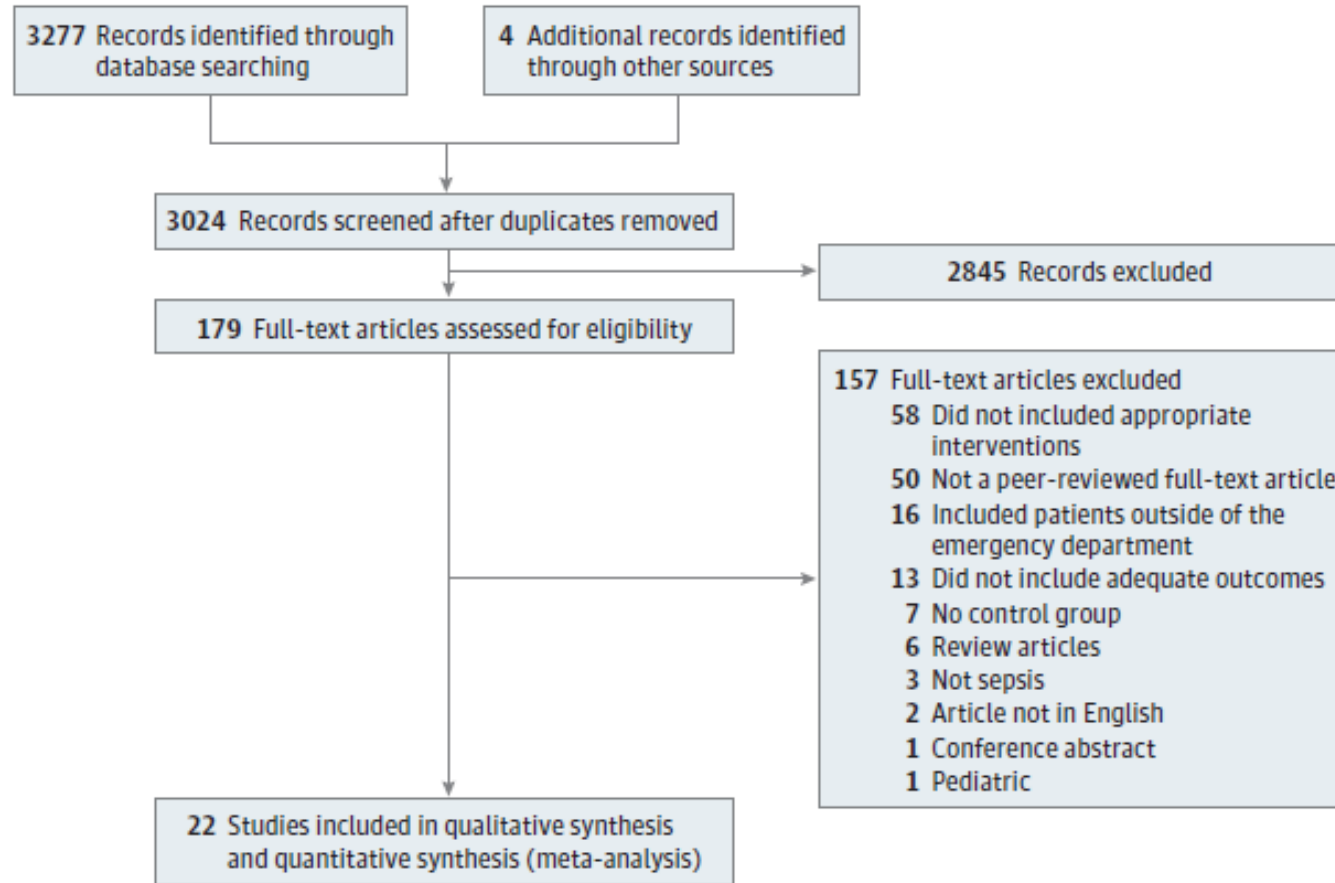 3277 Records identified through
database searching
4 Additional records identified
through other sources
3024 Records screened after duplicates removed
2845 Records excluded
179 Full-text articles assessed for eligibility
157 Full-text articles excluded
58 Did not included appropriate
interventions
50 Not a peer-reviewed full-text article
16 Included patients outside of the
emergency department
13 Did not include adequate outcomes
7 No control group
6 Review articles
3 Not sepsis
2 Article not in English
1 Conference abstract
1 Pediatric
22 Studies included in qualitative synthesis
and quantitative synthesis (meta-analysis)